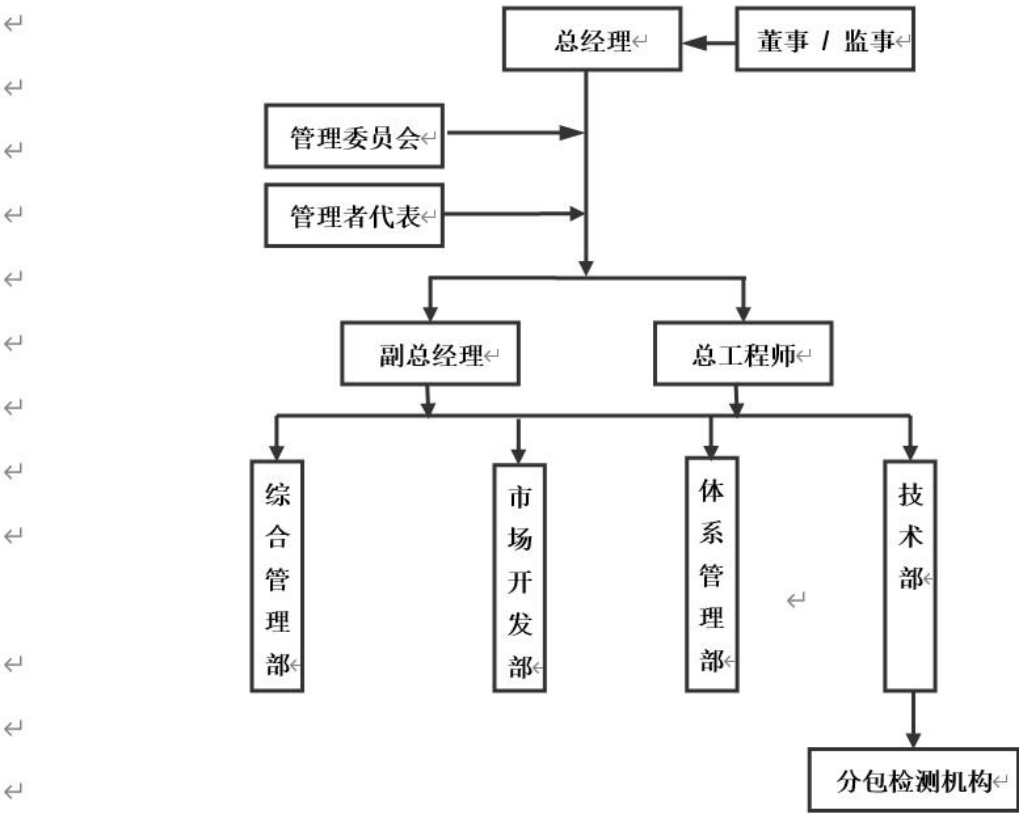 总经理
董事 / 监事
管理委员会
管理者代表
副总经理
总工程师
综合管理部
市场开发部
体系管理部
技术部
分包检测机构